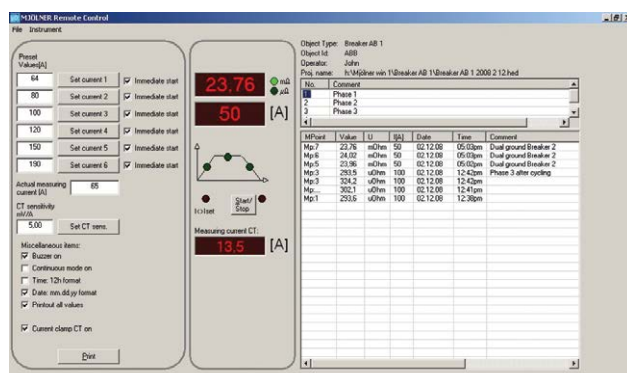 MJÖLNER Remote Control
File Instrument
Preset
Values[A]
64 Set current 1 Immediate start
80 Set current 2 Immediate start
100 Set current 3 Immediate start
120 Set current 4 Immediate start
150 Set current 5 Immediate start
190 Set current 6 Immediate start
Actual measuring
current [A]
65
CT sensitivity
mV/A
5,00 Set CT sens.
Miscellaneous items:
Buzzer on
Continuous mode on
Time: 12h format
Date: mm.dd.yy format
Printout all values
Current clamp CT on
Print
23,76 mΩ
µΩ
50 [A]
I<>Iset
Start/
Stop
Measuring current CT:
13,5 [A]
Object Type: Breaker AB 1
Object Id: ABB
Operator: John
Proj. name: h:\Mjölner win 1\Breaker AB 1\Breaker AB 1 2008 2 12.hed
No. Comment
1 Phase 1
2 Phase 2
3 Phase 3
MPoint Value U I[A] Date Time Comment
Mp:7 23,76 mOhm 50 02.12.08 05:03pm Dual ground Breaker 2
Mp:6 24,02 mOhm 50 02.12.08 05:03pm Dual ground Breaker 2
Mp:5 23,96 mOhm 50 02.12.08 05:02pm Dual ground Breaker 2
Mp:3 293,5 uOhm 100 02.12.08 12:42pm Phase 3 after cycling
Mp:3 324,2 uOhm 100 02.12.08 12:42pm
Mp:... 302,1 uOhm 100 02.12.08 12:41pm
Mp:1 293,6 uOhm 100 02.12.08 12:38pm